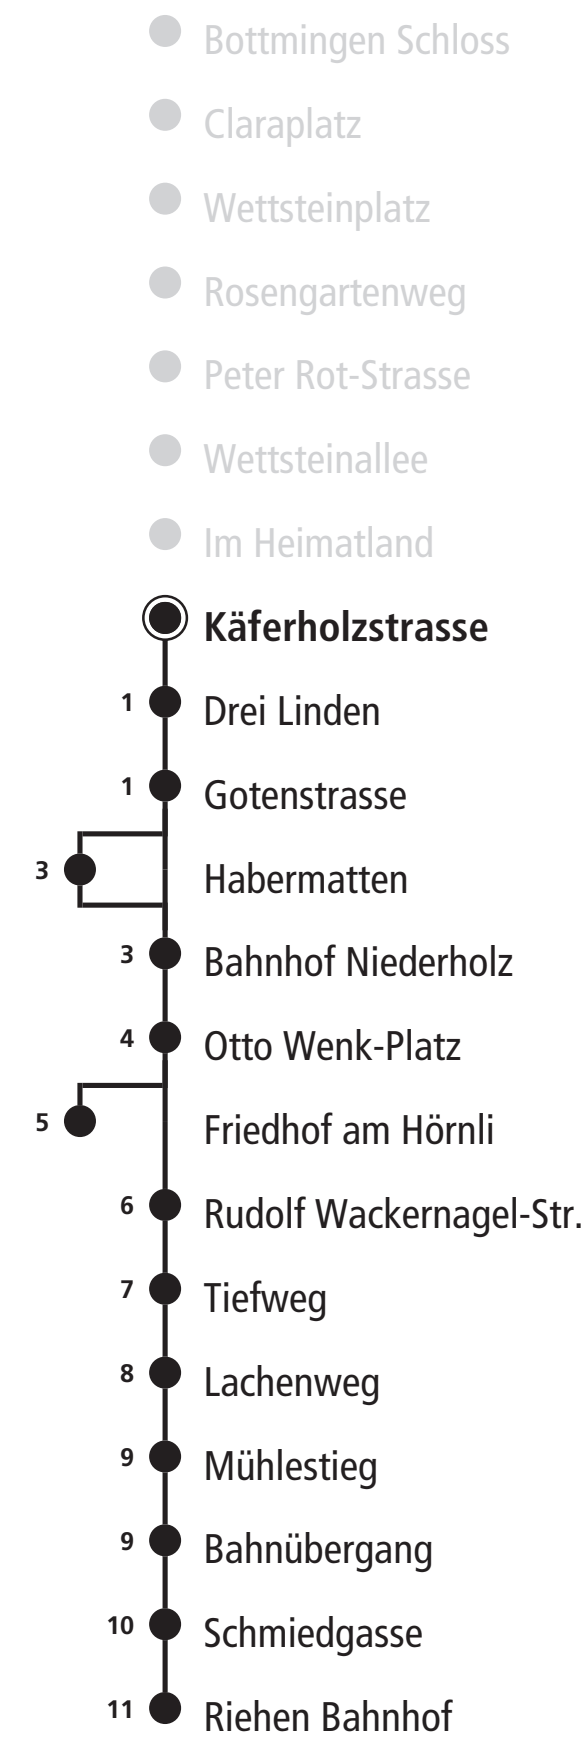 Bottmingen Schloss
Claraplatz
Wettsteinplatz
Rosengartenweg
Peter Rot-Strasse
Wettsteinallee
Im Heimatland
Käferholzstrasse
1 Drei Linden
1 Gotenstrasse
3 Habermatten
3 Bahnhof Niederholz
4 Otto Wenk-Platz
5 Friedhof am Hörnli
6 Rudolf Wackernagel-Str.
7 Tiefweg
8 Lachenweg
9 Mühlestieg
9 Bahnübergang
10 Schmiedgasse
11 Riehen Bahnhof